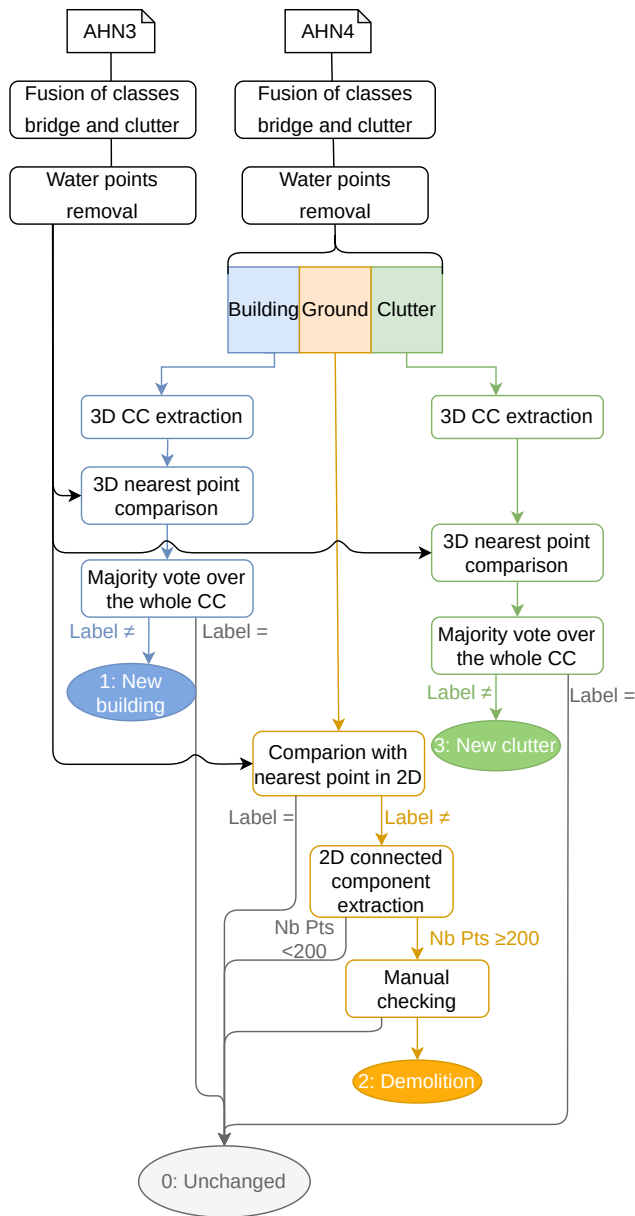 AHN3
AHN4
Fusion of classes
bridge and clutter
Fusion of classes
bridge and clutter
Water points
removal
Water points
removal
Building
Ground
Clutter
3D CC extraction
3D CC extraction
3D nearest point
comparison
3D nearest point
comparison
Majority vote over
the whole CC
Label ≠
Label =
Majority vote over
the whole CC
Label ≠
Label =
1: New
building
3: New clutter
Comparion with
nearest point in 2D
Label =
Label ≠
2D connected
component
extraction
Nb Pts
<200
Nb Pts ≥200
Manual
checking
2: Demolition
0: Unchanged